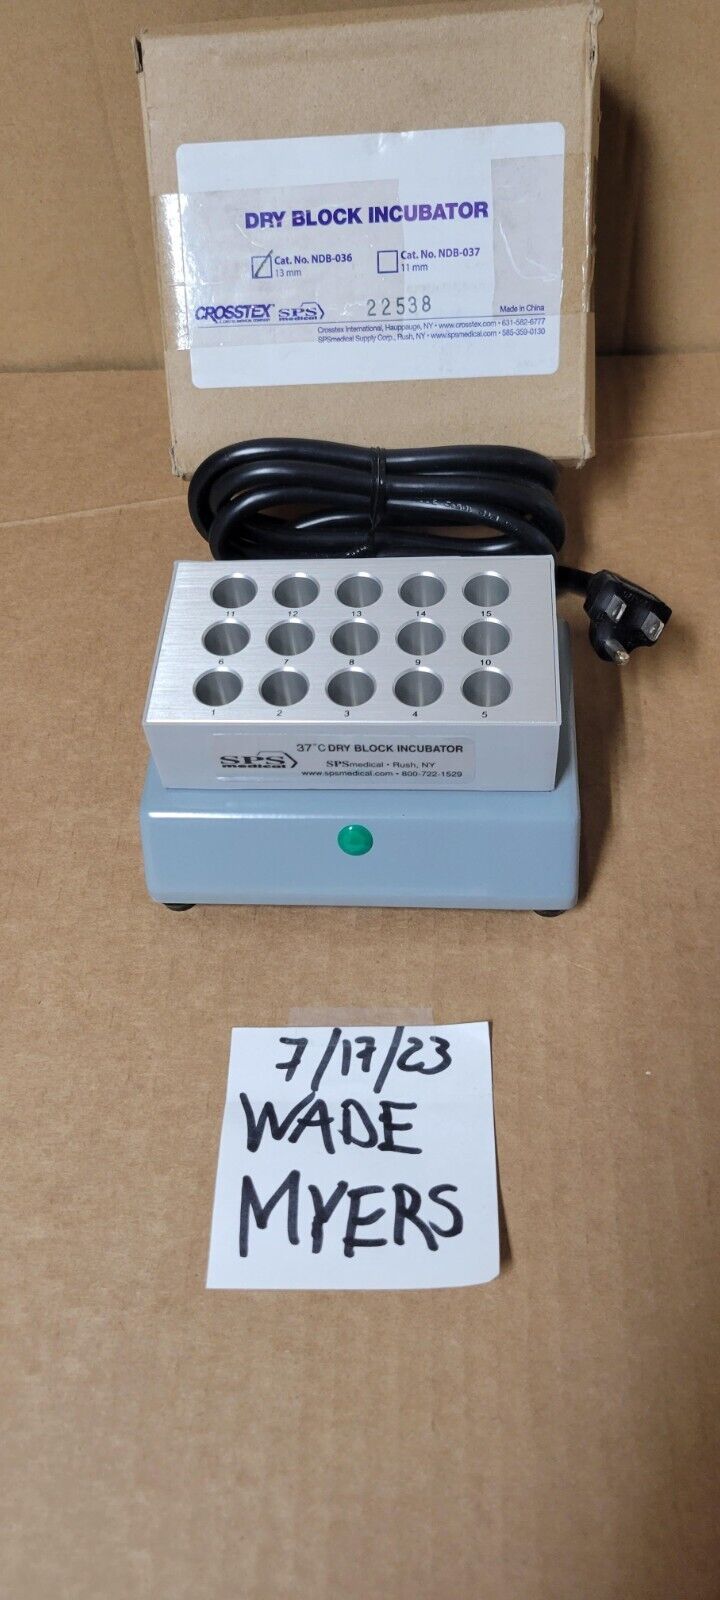 DRY BLOCK INCUBATOR
Cat. No. NDB-036
13 mm
Cat. No. NDB-037
11 mm
CROSSTEX
SPS medical
22538
Made in China
Crosstex International, Hauppauge, NY • www.crosstex.com • 631-582-6777
SPSmedical Supply Corp., Rush, NY • www.spsmedical.com • 585-359-0130
11 12 13 14 15
6 7 8 9 10
1 2 3 4 5
SPS medical
37°C DRY BLOCK INCUBATOR
SPSmedical • Rush, NY
www.spsmedical.com • 800-722-1529
7/17/23
WADE
MYERS